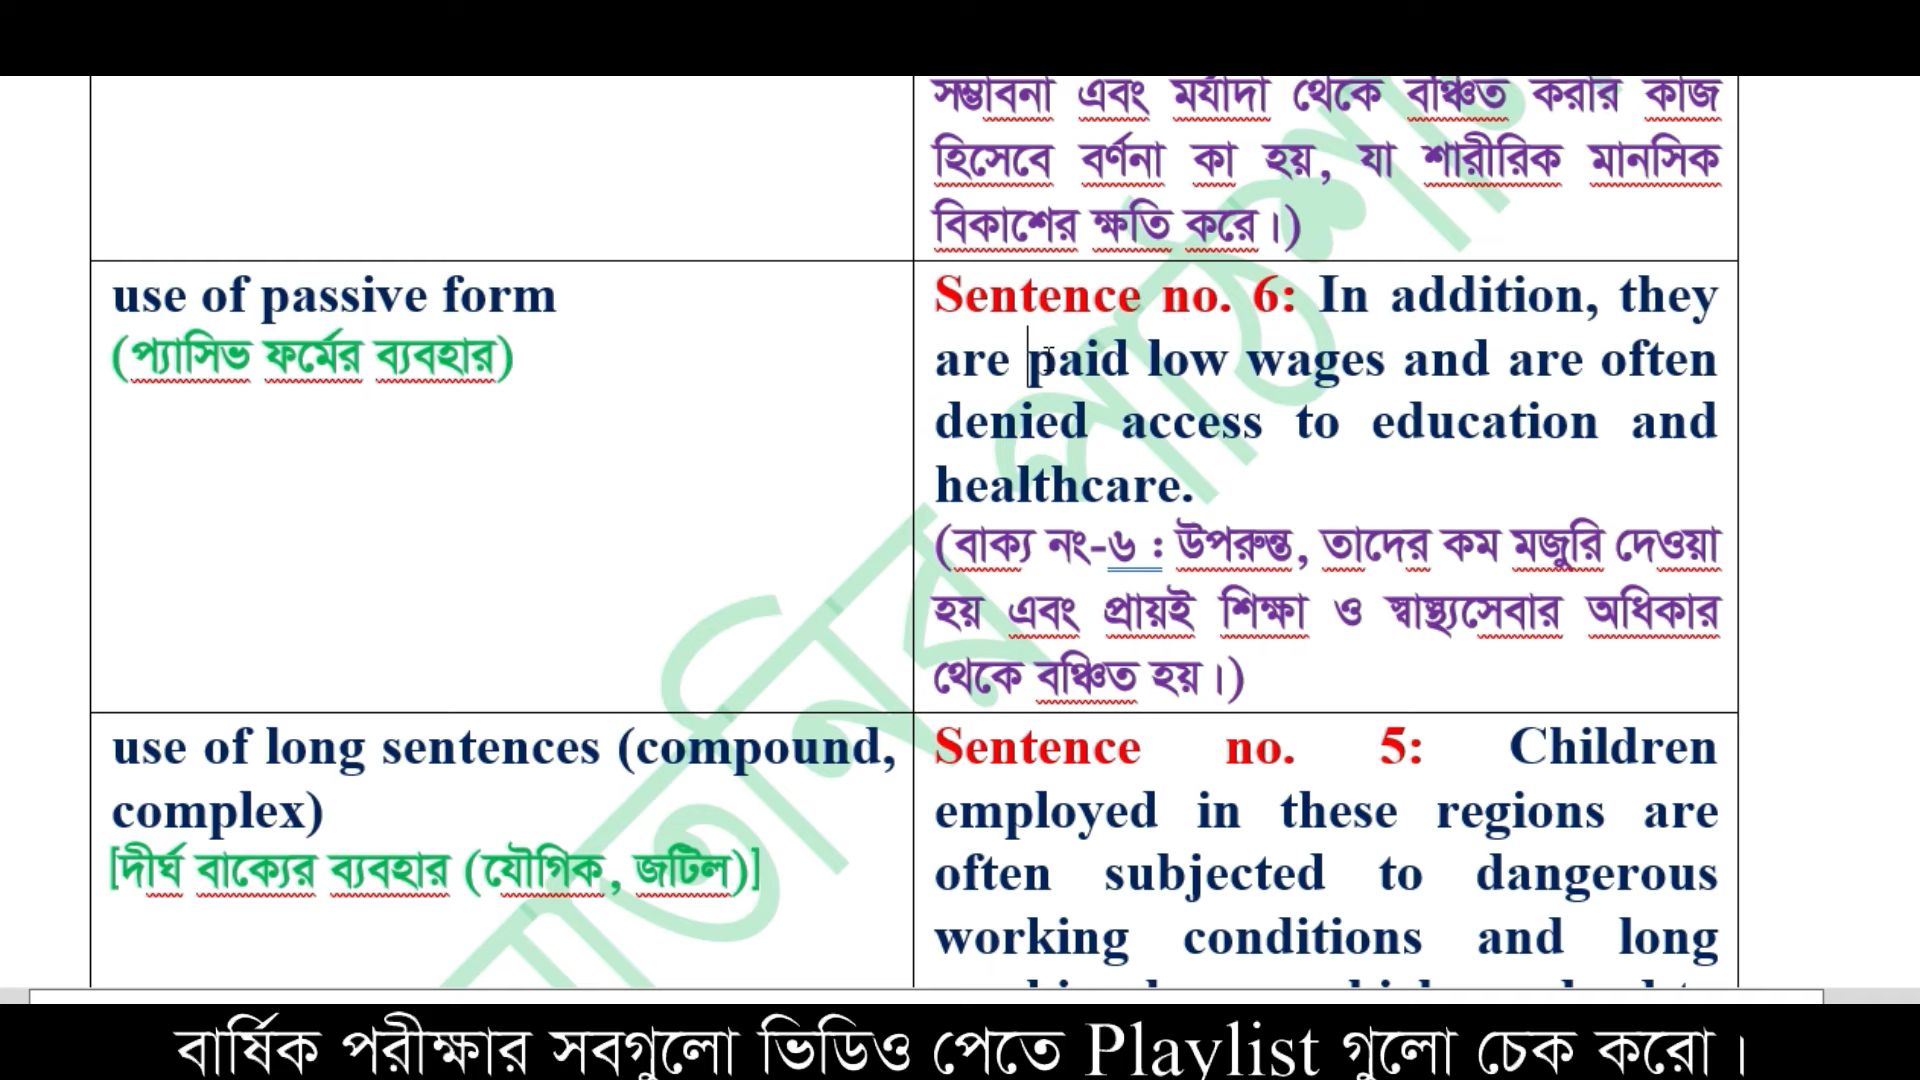 সম্ভাবনা এবং মর্যাদা থেকে বঞ্চিত করার কাজ
হিসেবে বর্ণনা কা হয়, যা শারীরিক মানসিক
বিকাশের ক্ষতি করে।)
use of passive form
(প্যাসিভ ফর্মের ব্যবহার)
Sentence no. 6: In addition, they
are paid low wages and are often
denied access to education and
healthcare.
(বাক্য নং-৬ : উপরুন্ত, তাদের কম মজুরি দেওয়া
হয় এবং প্রায়ই শিক্ষা ও স্বাস্থ্যসেবার অধিকার
থেকে বঞ্চিত হয়।)
use of long sentences (compound,
complex)
[দীর্ঘ বাক্যের ব্যবহার (যৌগিক, জটিল)]
Sentence no. 5: Children
employed in these regions are
often subjected to dangerous
working conditions and long
বার্ষিক পরীক্ষার সবগুলো ভিডিও পেতে Playlist গুলো চেক করো।